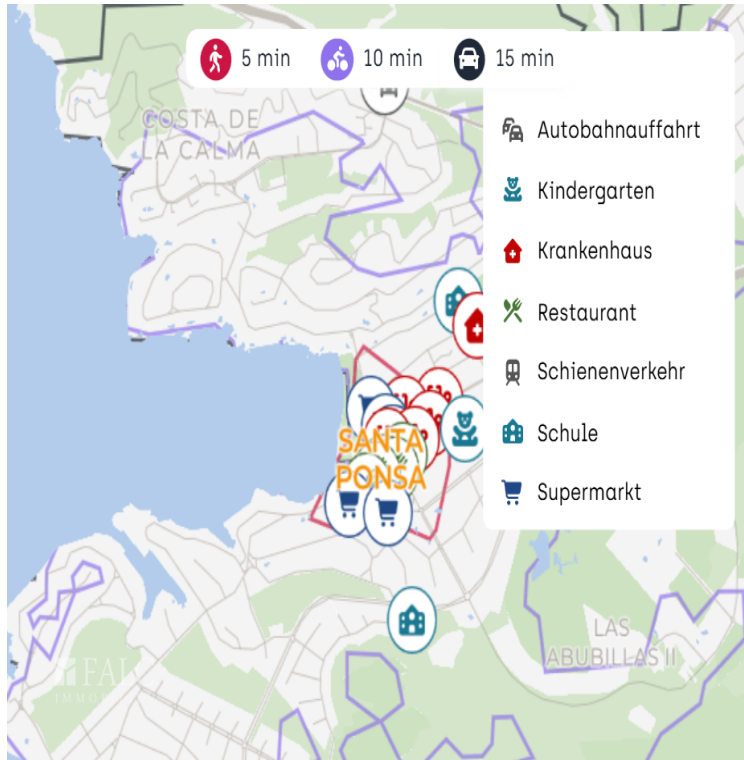 5 min
10 min
15 min
COSTA DE
LA CALMA
Autobahnauffahrt
Kindergarten
Krankenhaus
Restaurant
Schienenverkehr
Schule
Supermarkt
SANTA
PONSA
LAS
ABUBILLAS II